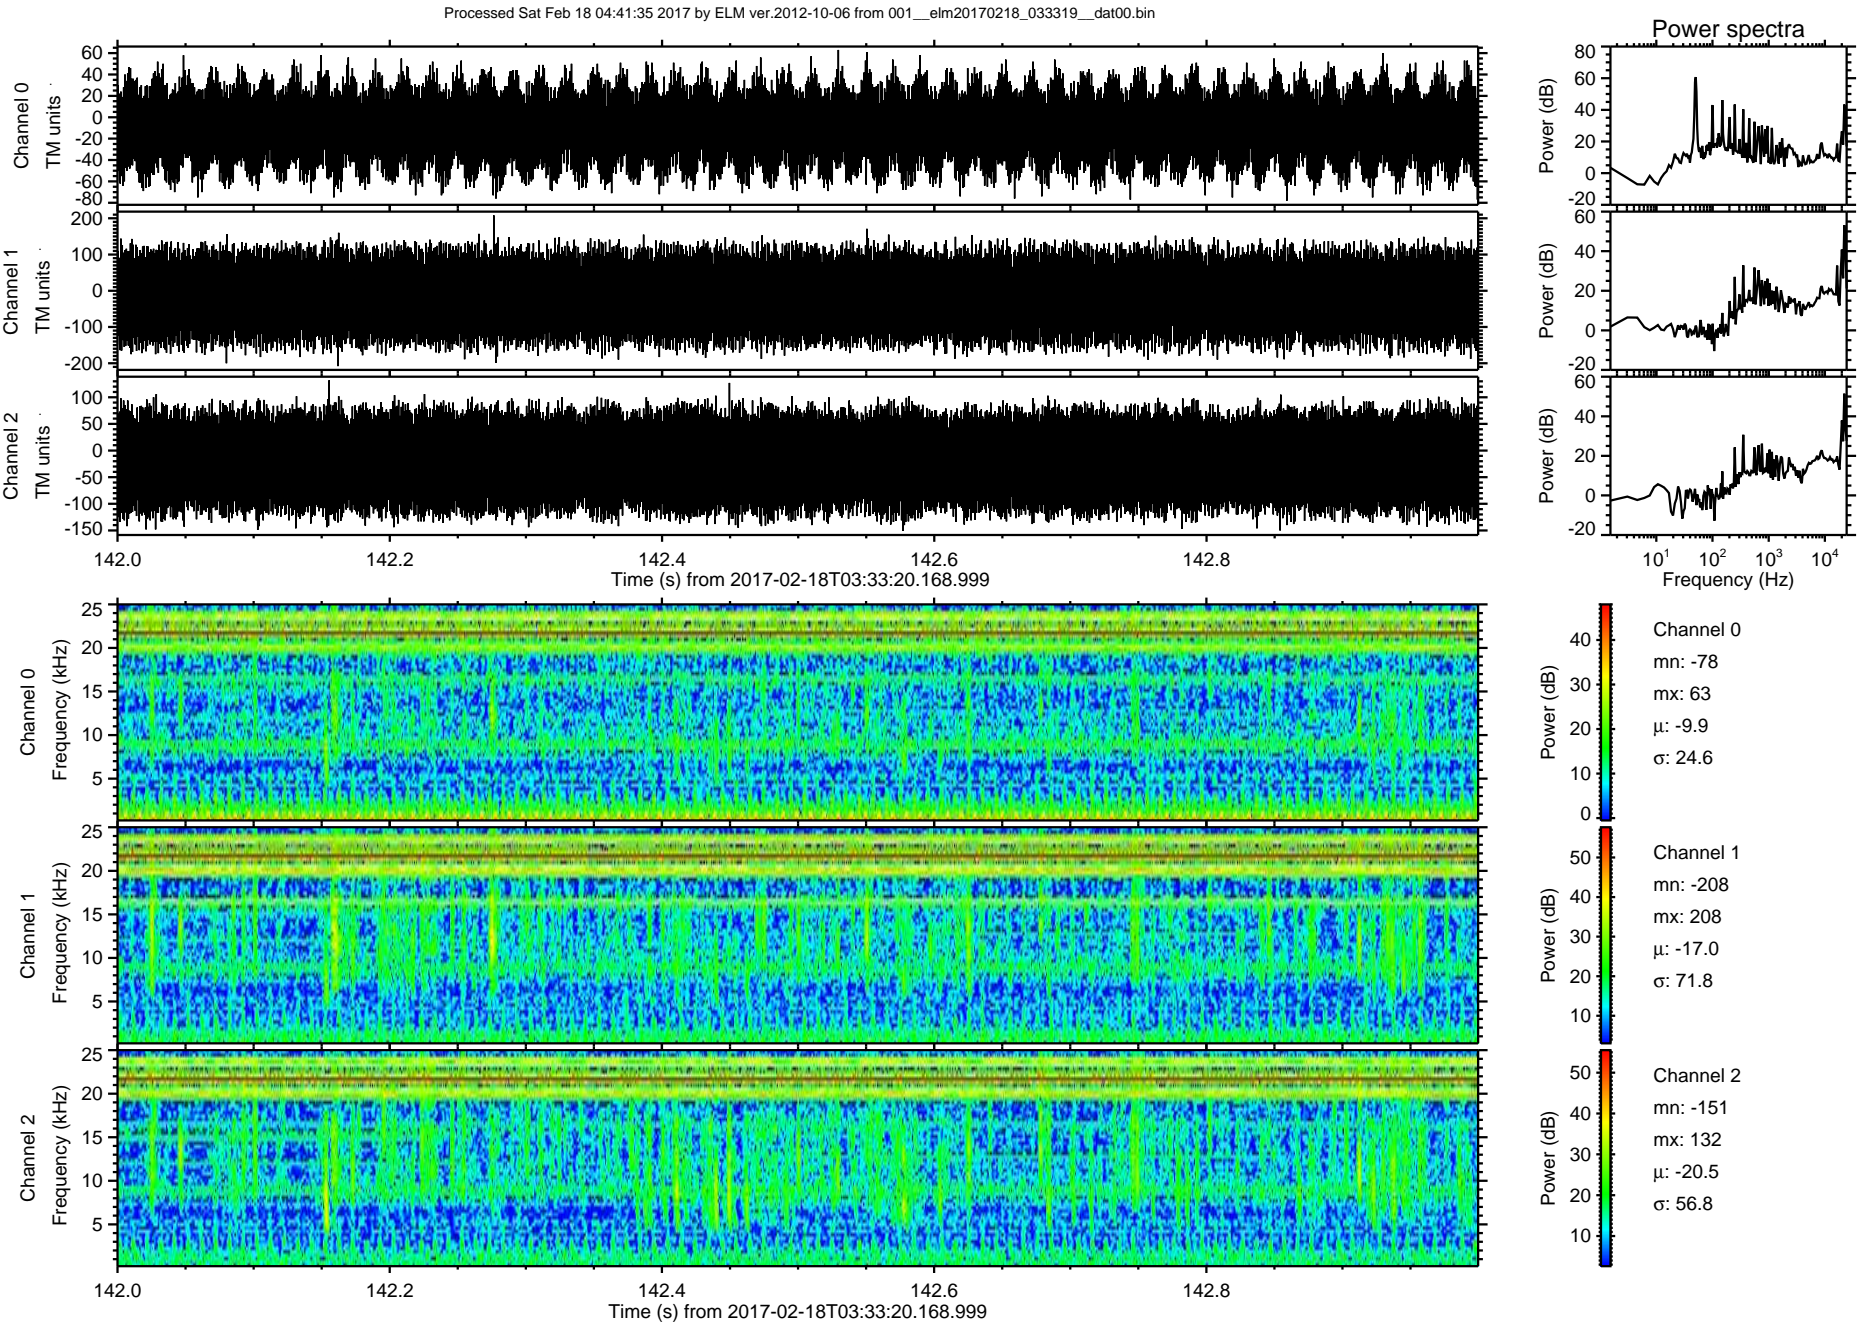 Processed Sat Feb 18 04:41:35 2017 by ELM ver.2012-10-06 from 001__elm20170218_033319__dat00.bin
Power spectra
Channel 0
TM units
60
40
20
0
-20
-40
-60
-80
Power (dB)
80
60
40
20
0
-20
Channel 1
TM units
200
100
0
-100
-200
Power (dB)
60
40
20
0
-20
Channel 2
TM units
100
50
0
-50
-100
-150
Power (dB)
60
40
20
0
-20
142.0 142.2 142.4 142.6 142.8
Time (s) from 2017-02-18T03:33:20.168.999
10^1 10^2 10^3 10^4
Frequency (Hz)
Channel 0
Frequency (kHz)
25
20
15
10
5
Power (dB)
40
30
20
10
0
Channel 0
mn: -78
mx: 63
µ: -9.9
σ: 24.6
Channel 1
Frequency (kHz)
25
20
15
10
5
Power (dB)
50
40
30
20
10
Channel 1
mn: -208
mx: 208
µ: -17.0
σ: 71.8
Channel 2
Frequency (kHz)
25
20
15
10
5
Power (dB)
50
40
30
20
10
Channel 2
mn: -151
mx: 132
µ: -20.5
σ: 56.8
142.0 142.2 142.4 142.6 142.8
Time (s) from 2017-02-18T03:33:20.168.999